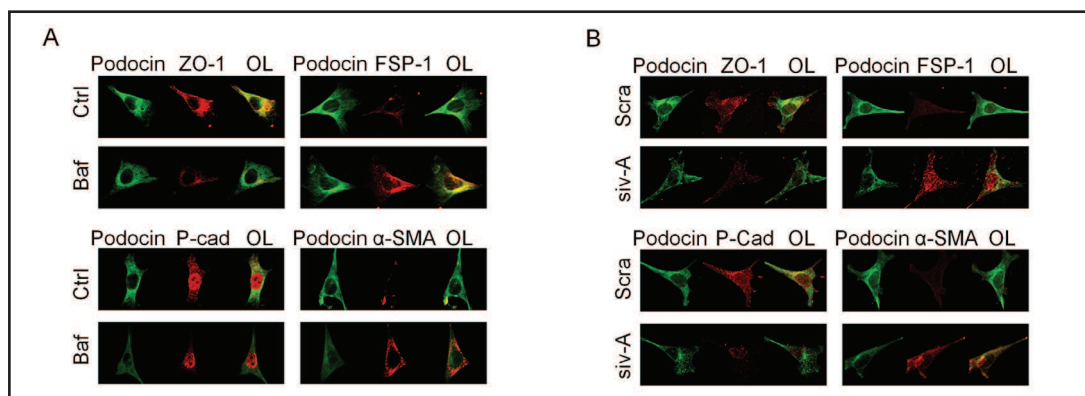 A
Podocin ZO-1 OL Podocin FSP-1 OL
Ctrl
Baf
Podocin P-cad OL Podocin α-SMA OL
Ctrl
Baf
B
Podocin ZO-1 OL Podocin FSP-1 OL
Scra
siv-A
Podocin P-Cad OL Podocin α-SMA OL
Scra
siv-A